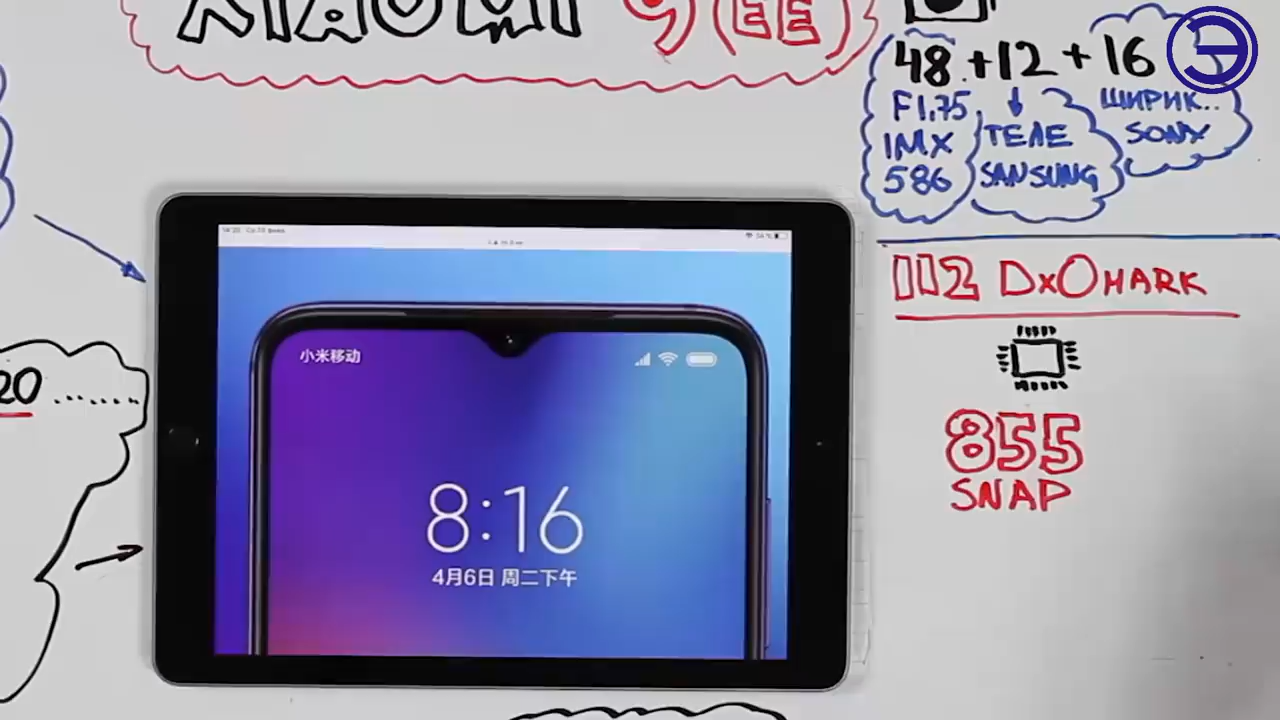 XIAOMI 9 (EE)
48 + 12 + 16
F1,75
IMX
586
ТЕЛЕ
SANSUNG
ШИРИК..
SONY
112 DxOMARK
855
SNAP
20
小米移动
8:16
4月6日 周二下午